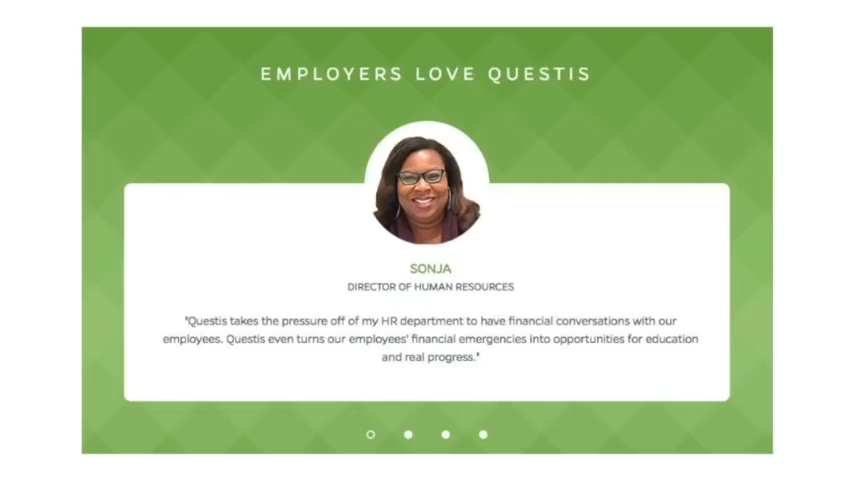 EMPLOYERS LOVE QUESTIS
SONJA
DIRECTOR OF HUMAN RESOURCES
"Questis takes the pressure off of my HR department to have financial conversations with our
employees. Questis even turns our employees' financial emergencies into opportunities for education
and real progress."